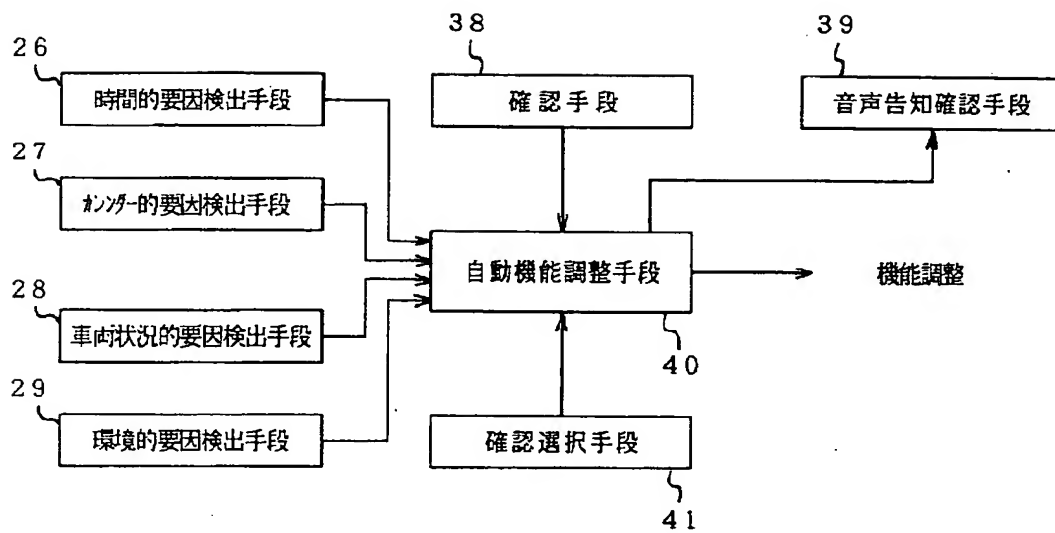 26
時間的要因検出手段
27
カレンダー的要因検出手段
28
車両状況的要因検出手段
29
環境的要因検出手段
38
確認手段
自動機能調整手段
40
確認選択手段
41
39
音声告知確認手段
機能調整